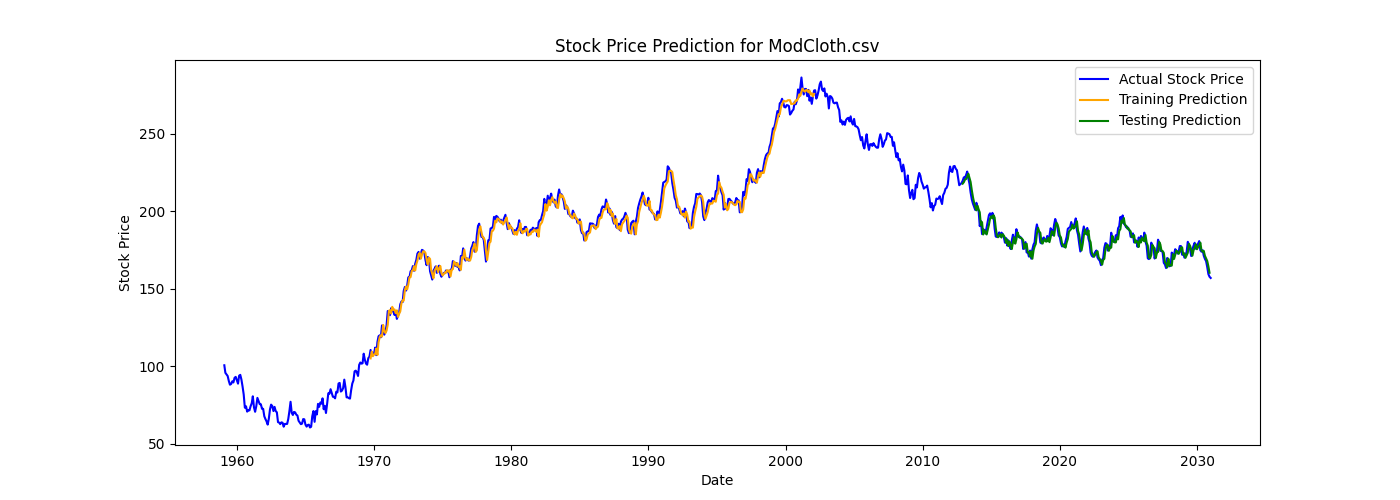 Stock Price Prediction for ModCloth.csv
Actual Stock Price
Training Prediction
Testing Prediction
Stock Price
250
200
150
100
50
1960 1970 1980 1990 2000 2010 2020 2030
Date